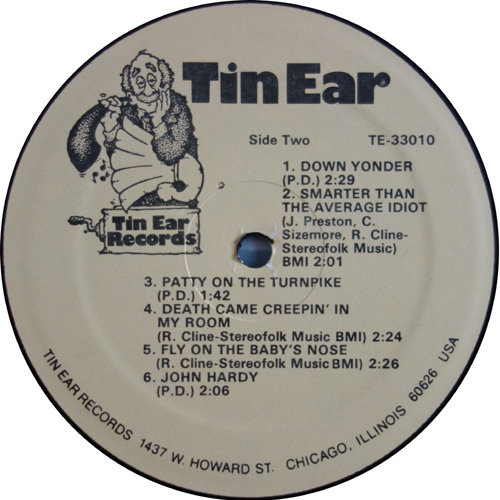 Tin Ear
Side Two TE-33010
1. DOWN YONDER
(P.D.) 2:29
2. SMARTER THAN
THE AVERAGE IDIOT
(J. Preston, C.
Sizemore, R. Cline-
Stereofolk Music)
BMI 2:01
Tin Ear
Records
3. PATTY ON THE TURNPIKE
(P.D.) 1:42
4. DEATH CAME CREEPIN' IN
MY ROOM
(R. Cline-Stereofolk Music BMI) 2:24
5. FLY ON THE BABY'S NOSE
(R. Cline-Stereofolk Music BMI) 2:26
6. JOHN HARDY
(P.D.) 2:06
TIN EAR RECORDS 1437 W. HOWARD ST. CHICAGO, ILLINOIS 60626 USA